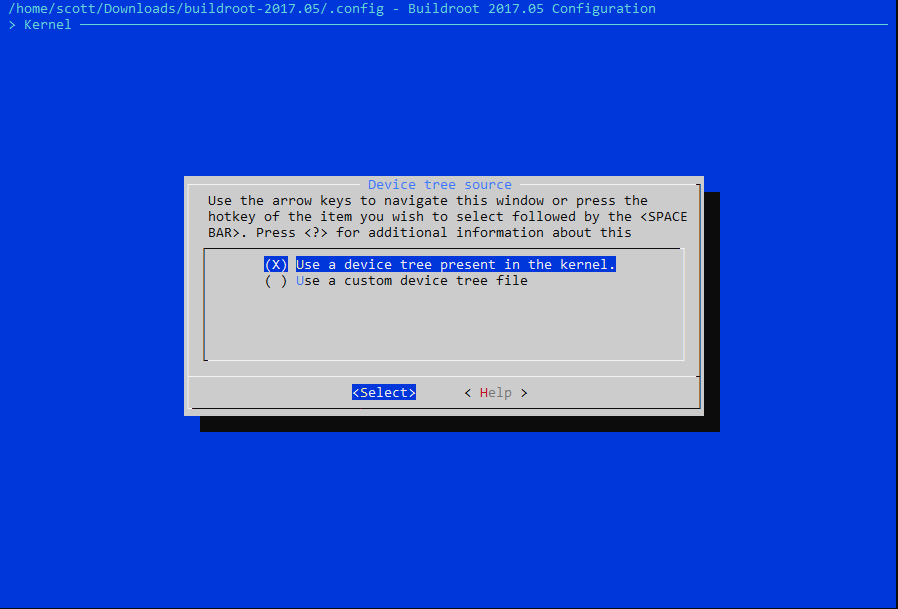 /home/scott/Downloads/buildroot-2017.05/.config - Buildroot 2017.05 Configuration
> Kernel
Device tree source
Use the arrow keys to navigate this window or press the
hotkey of the item you wish to select followed by the <SPACE
BAR>. Press <?> for additional information about this
(X) Use a device tree present in the kernel.
( ) Use a custom device tree file
<Select> < Help >